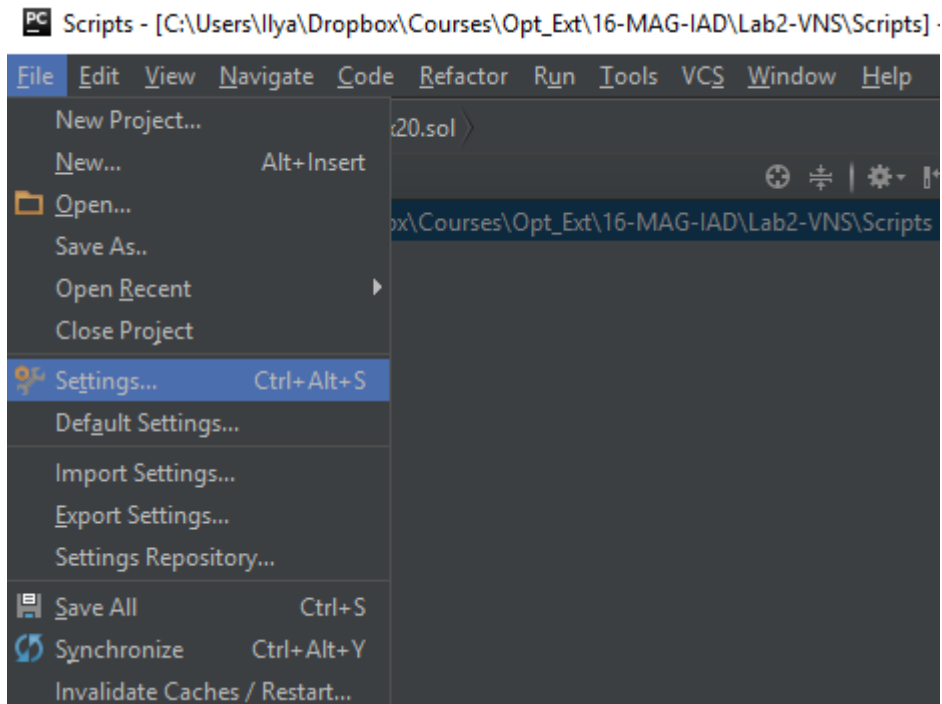 PC Scripts - [C:\Users\Ilya\Dropbox\Courses\Opt_Ext\16-MAG-IAD\Lab2-VNS\Scripts] -
File Edit View Navigate Code Refactor Run Tools VCS Window Help
New Project... x20.sol
New... Alt+Insert
Open...
ox\Courses\Opt_Ext\16-MAG-IAD\Lab2-VNS\Scripts
Save As..
Open Recent
Close Project
Settings... Ctrl+Alt+S
Default Settings...
Import Settings...
Export Settings...
Settings Repository...
Save All Ctrl+S
Synchronize Ctrl+Alt+Y
Invalidate Caches / Restart...